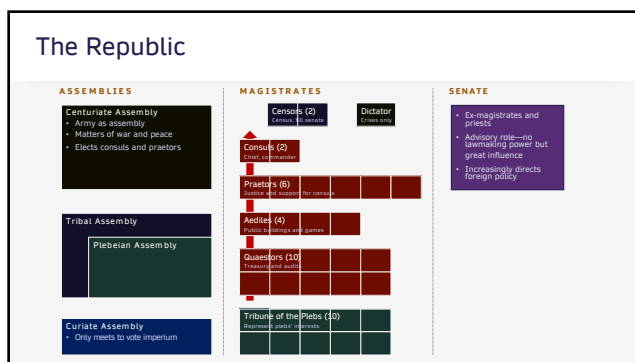 The Republic
ASSEMBLIES
Centuriate Assembly
• Army as assembly
• Matters of war and peace
• Elects consuls and praetors
Tribal Assembly
Plebeian Assembly
Curiate Assembly
• Only meets to vote imperium
MAGISTRATES
Censors (2)
Census, fill senate
Dictator
Crises only
Consuls (2)
Chief, commander
Praetors (6)
Justice and support for consuls
Aediles (4)
Public buildings and games
Quaestors (10)
Treasury and audits
Tribune of the Plebs (10)
Represent plebs' interests
SENATE
• Ex-magistrates and
priests
• Advisory role—no
lawmaking power but
great influence
• Increasingly directs
foreign policy